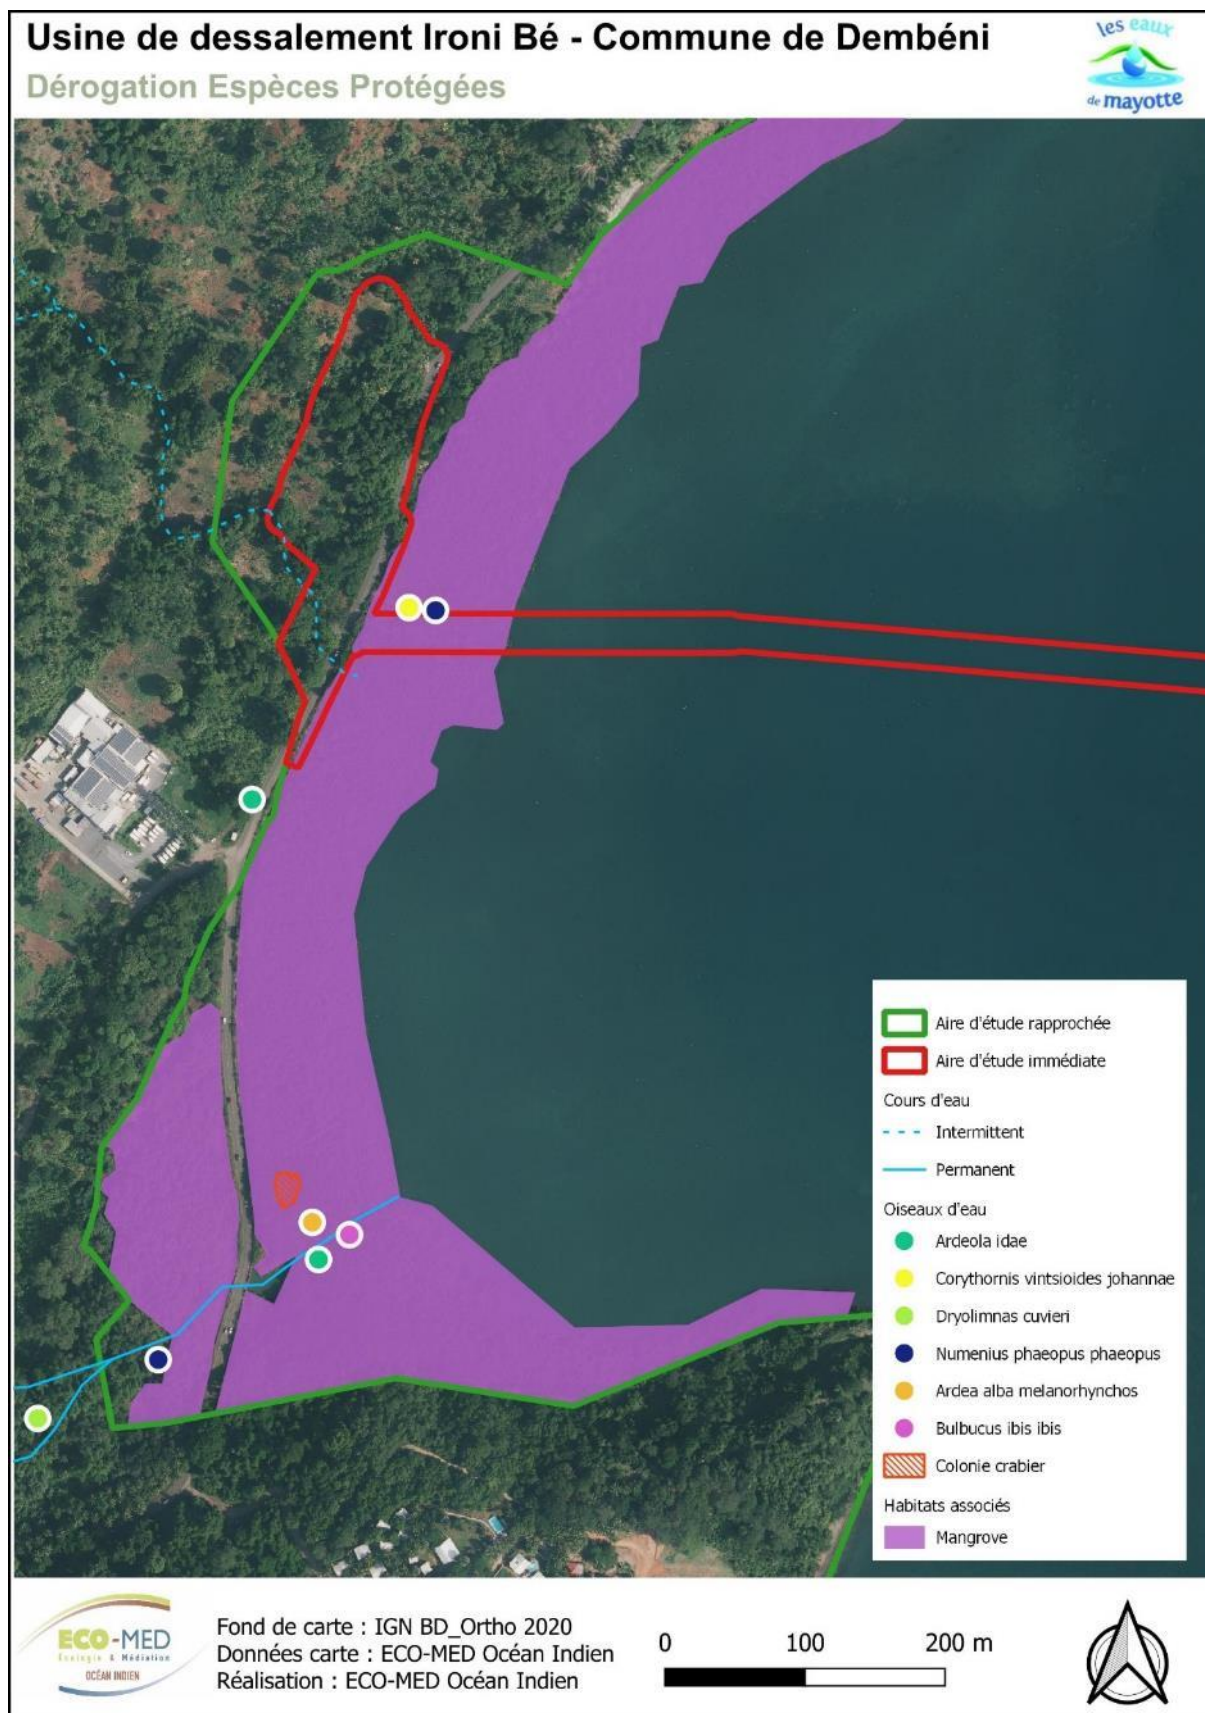 Usine de dessalement Ironi Bé - Commune de Dembéni
Dérogation Espèces Protégées
les eaux
de mayotte
Aire d'étude rapprochée
Aire d'étude immédiate
Cours d'eau
Intermittent
Permanent
Oiseaux d'eau
Ardeola idae
Corythornis vintsioides johannae
Dryolimnas cuvieri
Numenius phaeopus phaeopus
Ardea alba melanorhynchos
Bulbucus ibis ibis
Colonie crabier
Habitats associés
Mangrove
ECO-MED
Ecologie & Médiation
OCÉAN INDIEN
Fond de carte : IGN BD_Ortho 2020
Données carte : ECO-MED Océan Indien
Réalisation : ECO-MED Océan Indien
0 100 200 m